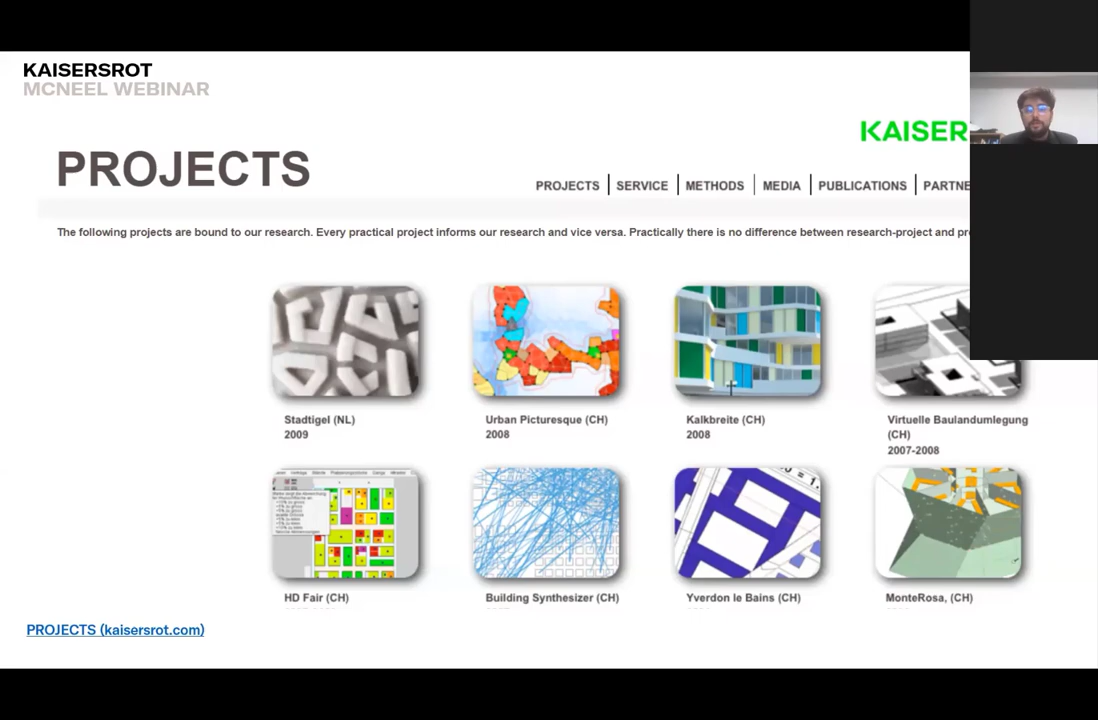 KAISERSROT
MCNEEL WEBINAR
KAISER
PROJECTS
PROJECTS | SERVICE | METHODS | MEDIA | PUBLICATIONS | PARTNE
The following projects are bound to our research. Every practical project informs our research and vice versa. Practically there is no difference between research-project and
Stadtigel (NL)
2009
Urban Picturesque (CH)
2008
Kalkbreite (CH)
2008
Virtuelle Baulandumlegung
(CH)
2007-2008
HD Fair (CH)
Building Synthesizer (CH)
Yverdon le Bains (CH)
MonteRosa, (CH)
PROJECTS (kaisersrot.com)